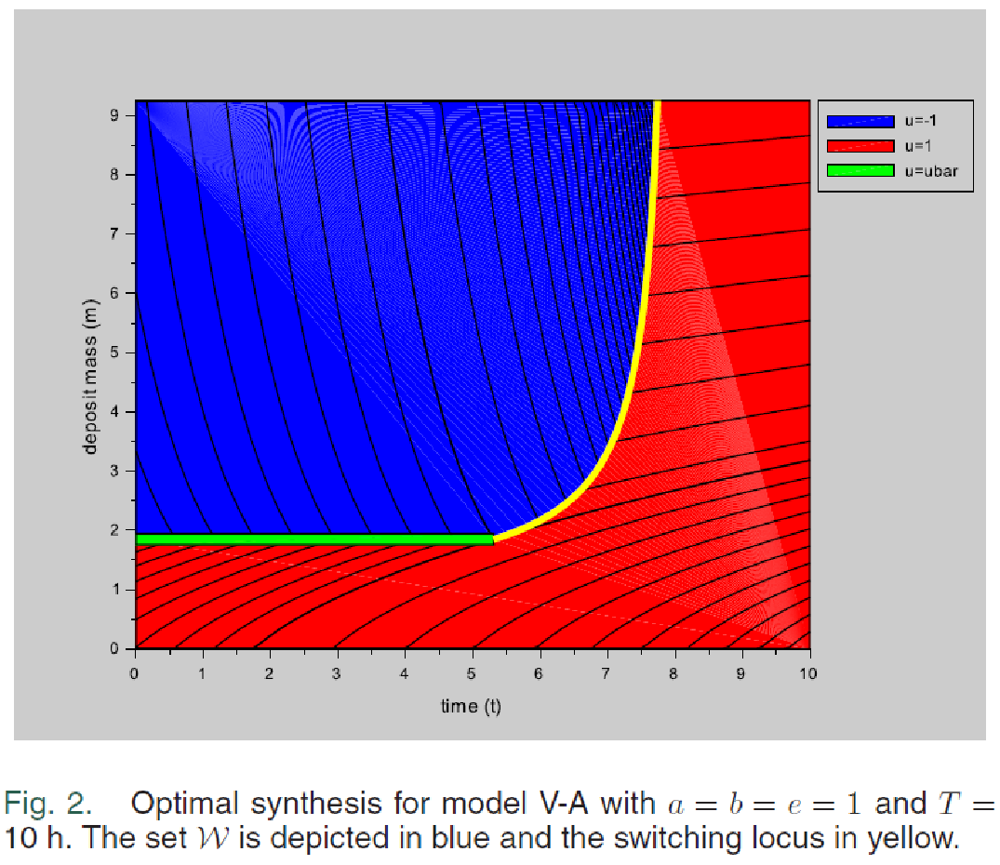 9
8
7
6
5
4
3
2
1
0
deposit mass (m)
0 1 2 3 4 5 6 7 8 9 10
time (t)
u=-1
u=1
u=ubar
Fig. 2. Optimal synthesis for model V-A with a = b = e = 1 and T =
10 h. The set 𝒲 is depicted in blue and the switching locus in yellow.